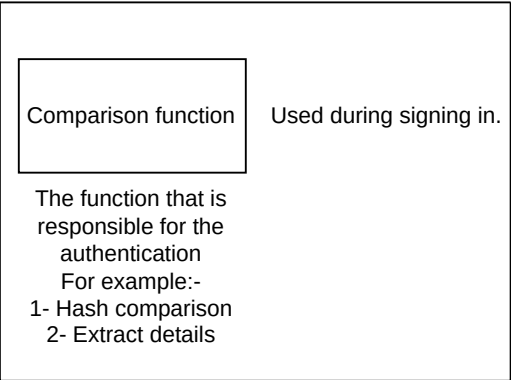 Comparison function
Used during signing in.
The function that is
responsible for the
authentication
For example:-
1- Hash comparison
2- Extract details